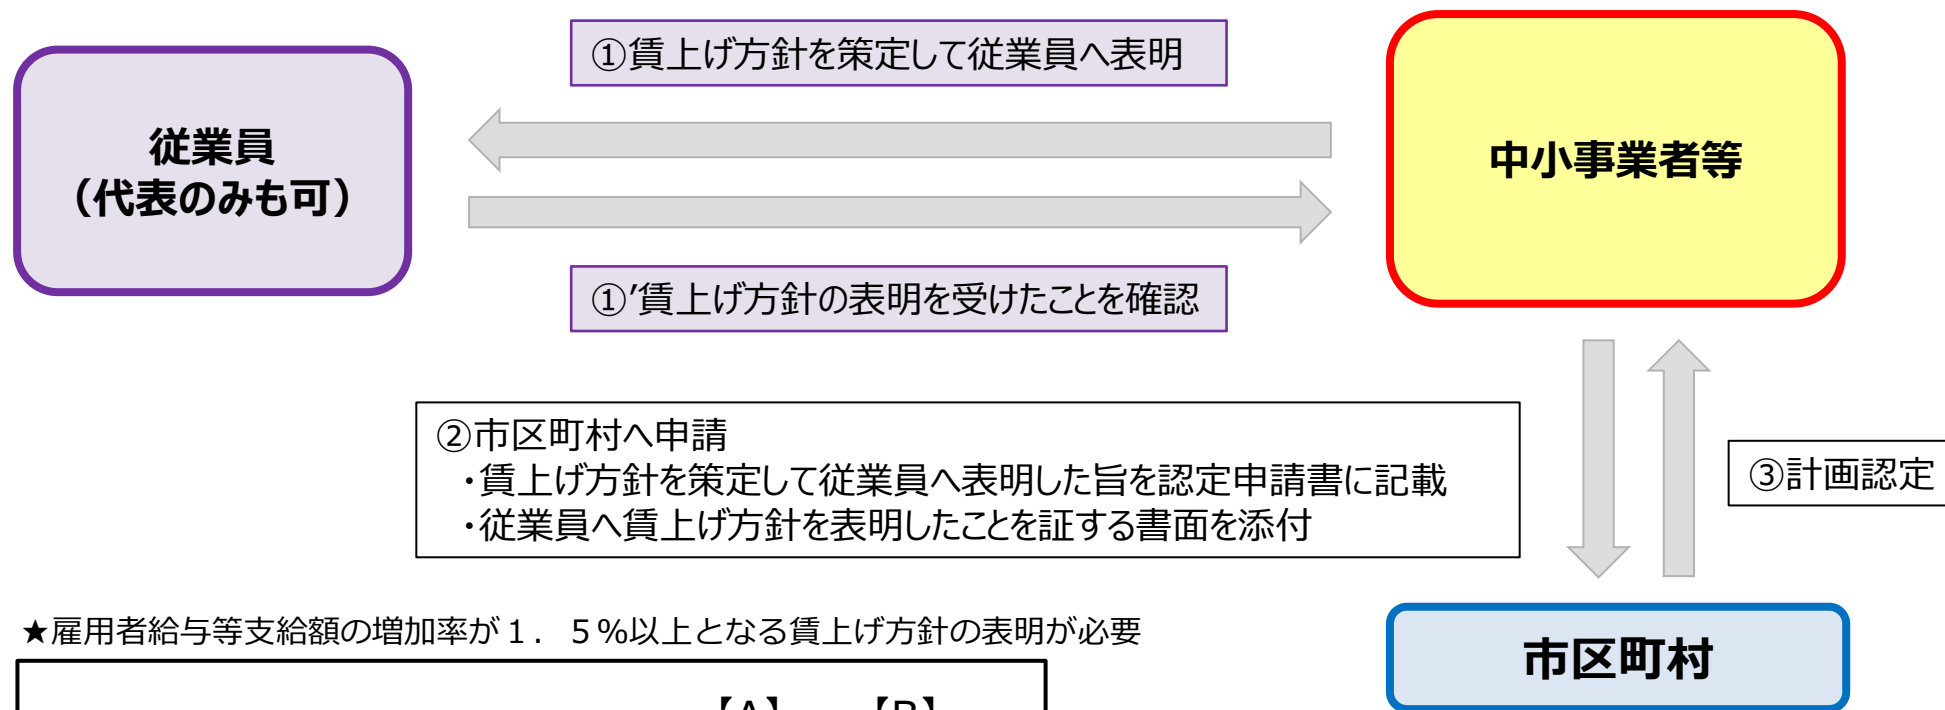 ①賃上げ方針を策定して従業員へ表明
従業員
（代表のみも可）
中小事業者等
①’賃上げ方針の表明を受けたことを確認
②市区町村へ申請
・賃上げ方針を策定して従業員へ表明した旨を認定申請書に記載
・従業員へ賃上げ方針を表明したことを証する書面を添付
③計画認定
★雇用者給与等支給額の増加率が１．５％以上となる賃上げ方針の表明が必要
市区町村
【A】 【B】